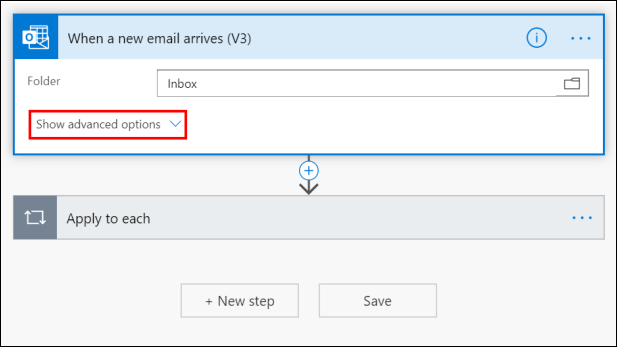 When a new email arrives (V3)
Folder
Inbox
Show advanced options
Apply to each
+ New step
Save